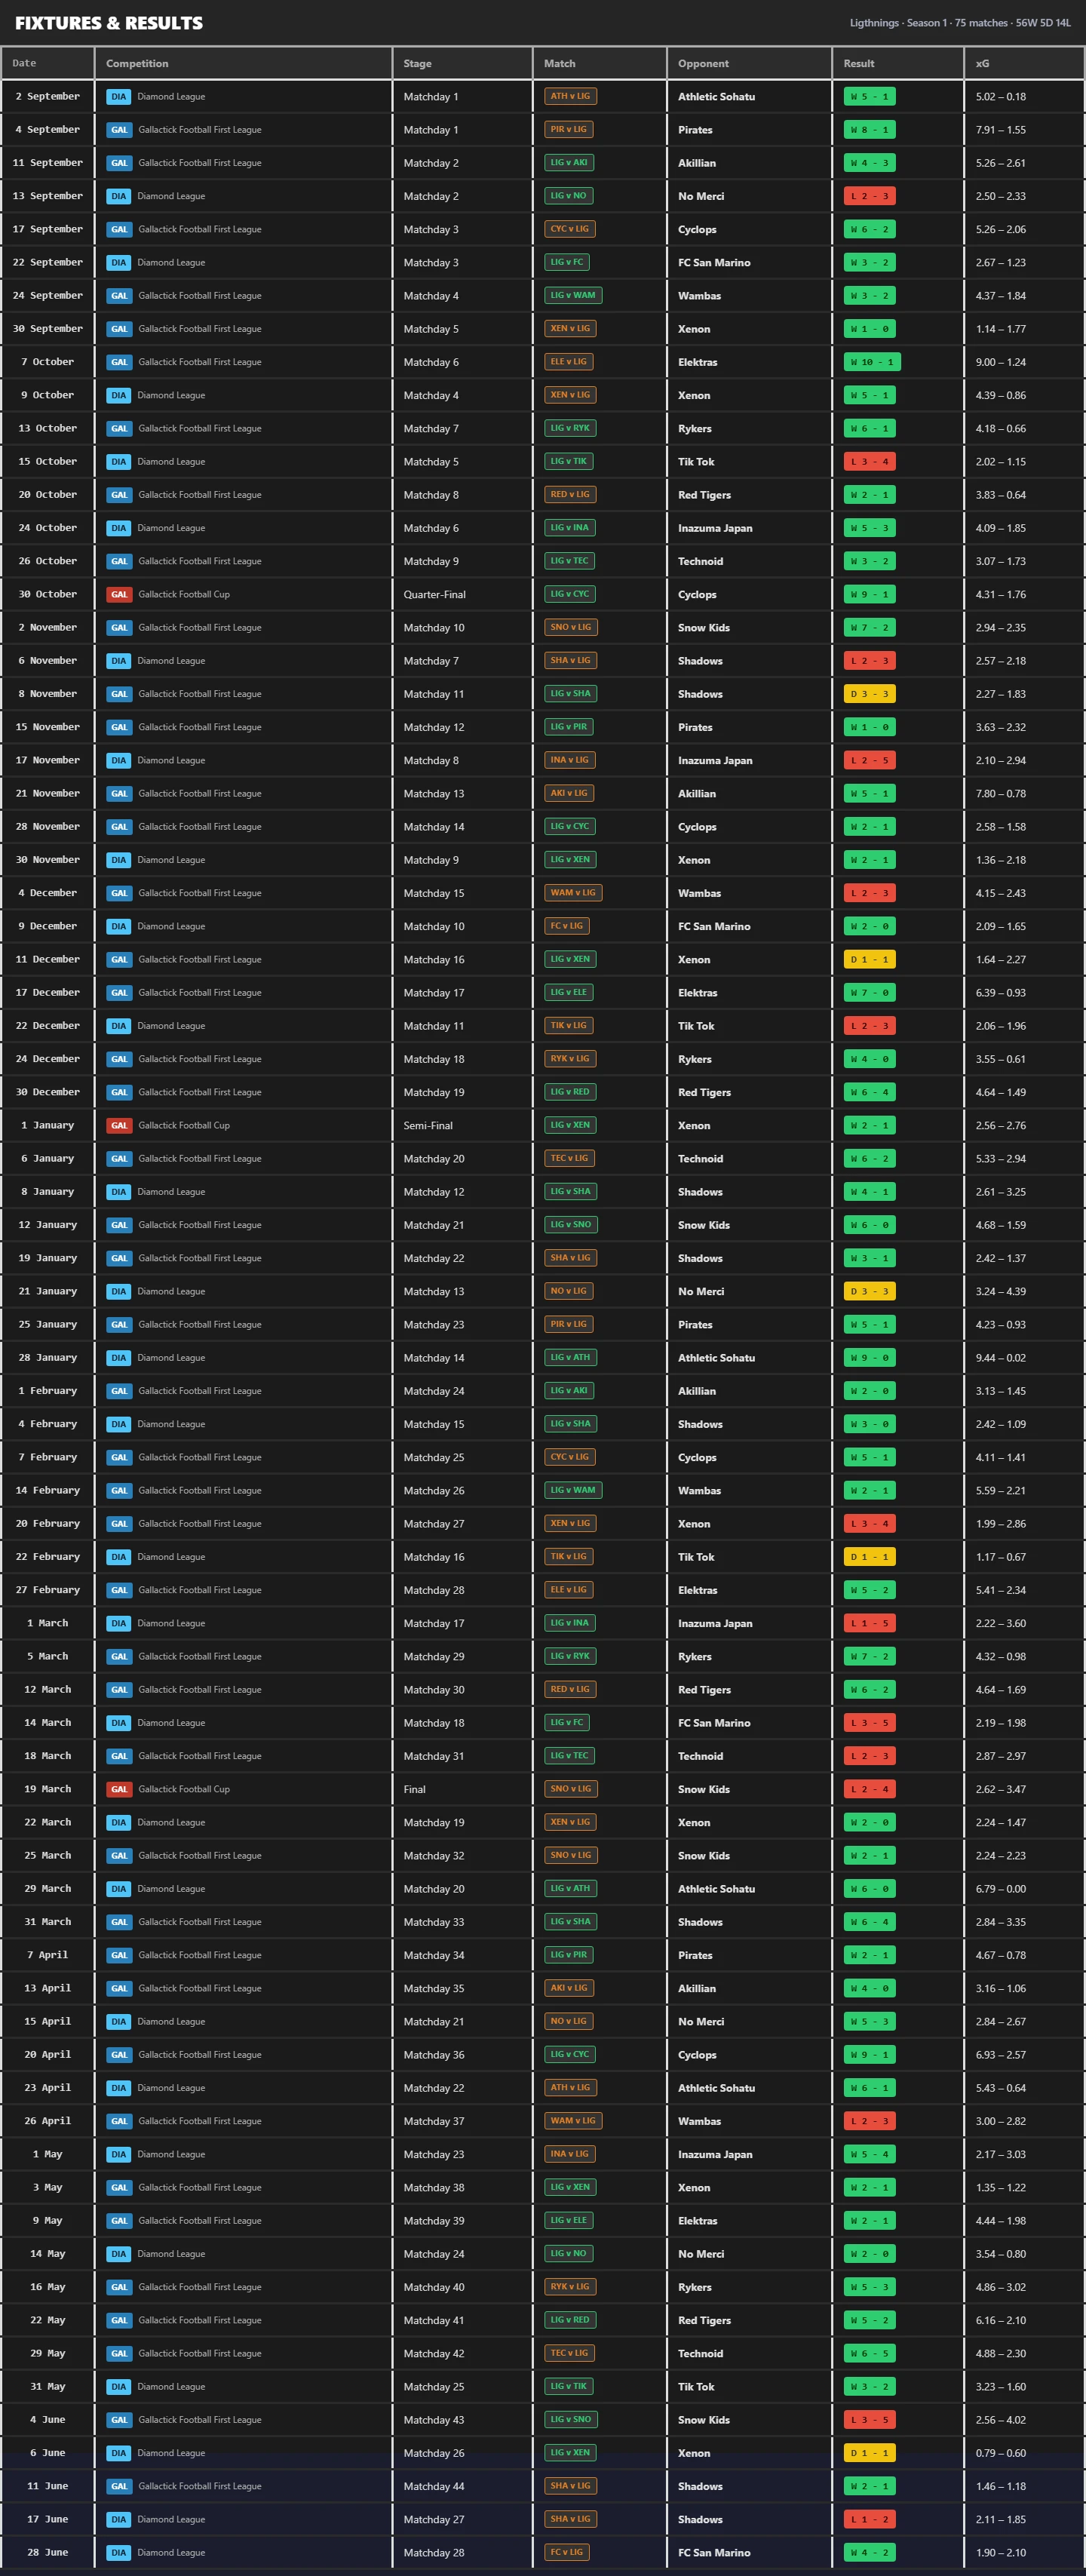 FIXTURES & RESULTS
Ligthnings · Season 1 · 75 matches · 56W 5D 14L
Date Competition Stage Match Opponent Result xG
2 September DIA Diamond League Matchday 1 ATH v LIG Athletic Sohatu W 5 - 1 5.02 – 0.18
4 September GAL Gallactick Football First League Matchday 1 PIR v LIG Pirates W 8 - 1 7.91 – 1.55
11 September GAL Gallactick Football First League Matchday 2 LIG v AKI Akillian W 4 - 3 5.26 – 2.61
13 September DIA Diamond League Matchday 2 LIG v NO No Merci L 2 - 3 2.50 – 2.33
17 September GAL Gallactick Football First League Matchday 3 CYC v LIG Cyclops W 6 - 2 5.26 – 2.06
22 September DIA Diamond League Matchday 3 LIG v FC FC San Marino W 3 - 2 2.67 – 1.23
24 September GAL Gallactick Football First League Matchday 4 LIG v WAM Wambas W 3 - 2 4.37 – 1.84
30 September GAL Gallactick Football First League Matchday 5 XEN v LIG Xenon W 1 - 0 1.14 – 1.77
7 October GAL Gallactick Football First League Matchday 6 ELE v LIG Elektras W 10 - 1 9.00 – 1.24
9 October DIA Diamond League Matchday 4 XEN v LIG Xenon W 5 - 1 4.39 – 0.86
13 October GAL Gallactick Football First League Matchday 7 LIG v RYK Rykers W 6 - 1 4.18 – 0.66
15 October DIA Diamond League Matchday 5 LIG v TIK Tik Tok L 3 - 4 2.02 – 1.15
20 October GAL Gallactick Football First League Matchday 8 RED v LIG Red Tigers W 2 - 1 3.83 – 0.64
24 October DIA Diamond League Matchday 6 LIG v INA Inazuma Japan W 5 - 3 4.09 – 1.85
26 October GAL Gallactick Football First League Matchday 9 LIG v TEC Technoid W 3 - 2 3.07 – 1.73
30 October GAL Gallactick Football Cup Quarter-Final LIG v CYC Cyclops W 9 - 1 4.31 – 1.76
2 November GAL Gallactick Football First League Matchday 10 SNO v LIG Snow Kids W 7 - 2 2.94 – 2.35
6 November DIA Diamond League Matchday 7 SHA v LIG Shadows L 2 - 3 2.57 – 2.18
8 November GAL Gallactick Football First League Matchday 11 LIG v SHA Shadows D 3 - 3 2.27 – 1.83
15 November GAL Gallactick Football First League Matchday 12 LIG v PIR Pirates W 1 - 0 3.63 – 2.32
17 November DIA Diamond League Matchday 8 INA v LIG Inazuma Japan L 2 - 5 2.10 – 2.94
21 November GAL Gallactick Football First League Matchday 13 AKI v LIG Akillian W 5 - 1 7.80 – 0.78
28 November GAL Gallactick Football First League Matchday 14 LIG v CYC Cyclops W 2 - 1 2.58 – 1.58
30 November DIA Diamond League Matchday 9 LIG v XEN Xenon W 2 - 1 1.36 – 2.18
4 December GAL Gallactick Football First League Matchday 15 WAM v LIG Wambas L 2 - 3 4.15 – 2.43
9 December DIA Diamond League Matchday 10 FC v LIG FC San Marino W 2 - 0 2.09 – 1.65
11 December GAL Gallactick Football First League Matchday 16 LIG v XEN Xenon D 1 - 1 1.64 – 2.27
17 December GAL Gallactick Football First League Matchday 17 LIG v ELE Elektras W 7 - 0 6.39 – 0.93
22 December DIA Diamond League Matchday 11 TIK v LIG Tik Tok L 2 - 3 2.06 – 1.96
24 December GAL Gallactick Football First League Matchday 18 RYK v LIG Rykers W 4 - 0 3.55 – 0.61
30 December GAL Gallactick Football First League Matchday 19 LIG v RED Red Tigers W 6 - 4 4.64 – 1.49
1 January GAL Gallactick Football Cup Semi-Final LIG v XEN Xenon W 2 - 1 2.56 – 2.76
6 January GAL Gallactick Football First League Matchday 20 TEC v LIG Technoid W 6 - 2 5.33 – 2.94
8 January DIA Diamond League Matchday 12 LIG v SHA Shadows W 4 - 1 2.61 – 3.25
12 January GAL Gallactick Football First League Matchday 21 LIG v SNO Snow Kids W 6 - 0 4.68 – 1.59
19 January GAL Gallactick Football First League Matchday 22 SHA v LIG Shadows W 3 - 1 2.42 – 1.37
21 January DIA Diamond League Matchday 13 NO v LIG No Merci D 3 - 3 3.24 – 4.39
25 January GAL Gallactick Football First League Matchday 23 PIR v LIG Pirates W 5 - 1 4.23 – 0.93
28 January DIA Diamond League Matchday 14 LIG v ATH Athletic Sohatu W 9 - 0 9.44 – 0.02
1 February GAL Gallactick Football First League Matchday 24 LIG v AKI Akillian W 2 - 0 3.13 – 1.45
4 February DIA Diamond League Matchday 15 LIG v SHA Shadows W 3 - 0 2.42 – 1.09
7 February GAL Gallactick Football First League Matchday 25 CYC v LIG Cyclops W 5 - 1 4.11 – 1.41
14 February GAL Gallactick Football First League Matchday 26 LIG v WAM Wambas W 2 - 1 5.59 – 2.21
20 February GAL Gallactick Football First League Matchday 27 XEN v LIG Xenon L 3 - 4 1.99 – 2.86
22 February DIA Diamond League Matchday 16 TIK v LIG Tik Tok D 1 - 1 1.17 – 0.67
27 February GAL Gallactick Football First League Matchday 28 ELE v LIG Elektras W 5 - 2 5.41 – 2.34
1 March DIA Diamond League Matchday 17 LIG v INA Inazuma Japan L 1 - 5 2.22 – 3.60
5 March GAL Gallactick Football First League Matchday 29 LIG v RYK Rykers W 7 - 2 4.32 – 0.98
12 March GAL Gallactick Football First League Matchday 30 RED v LIG Red Tigers W 6 - 2 4.64 – 1.69
14 March DIA Diamond League Matchday 18 LIG v FC FC San Marino L 3 - 5 2.19 – 1.98
18 March GAL Gallactick Football First League Matchday 31 LIG v TEC Technoid L 2 - 3 2.87 – 2.97
19 March GAL Gallactick Football Cup Final SNO v LIG Snow Kids L 2 - 4 2.62 – 3.47
22 March DIA Diamond League Matchday 19 XEN v LIG Xenon W 2 - 0 2.24 – 1.47
25 March GAL Gallactick Football First League Matchday 32 SNO v LIG Snow Kids W 2 - 1 2.24 – 2.23
29 March DIA Diamond League Matchday 20 LIG v ATH Athletic Sohatu W 6 - 0 6.79 – 0.00
31 March GAL Gallactick Football First League Matchday 33 LIG v SHA Shadows W 6 - 4 2.84 – 3.35
7 April GAL Gallactick Football First League Matchday 34 LIG v PIR Pirates W 2 - 1 4.67 – 0.78
13 April GAL Gallactick Football First League Matchday 35 AKI v LIG Akillian W 4 - 0 3.16 – 1.06
15 April DIA Diamond League Matchday 21 NO v LIG No Merci W 5 - 3 2.84 – 2.67
20 April GAL Gallactick Football First League Matchday 36 LIG v CYC Cyclops W 9 - 1 6.93 – 2.57
23 April DIA Diamond League Matchday 22 ATH v LIG Athletic Sohatu W 6 - 1 5.43 – 0.64
26 April GAL Gallactick Football First League Matchday 37 WAM v LIG Wambas L 2 - 3 3.00 – 2.82
1 May DIA Diamond League Matchday 23 INA v LIG Inazuma Japan W 5 - 4 2.17 – 3.03
3 May GAL Gallactick Football First League Matchday 38 LIG v XEN Xenon W 2 - 1 1.35 – 1.22
9 May GAL Gallactick Football First League Matchday 39 LIG v ELE Elektras W 2 - 1 4.44 – 1.98
14 May DIA Diamond League Matchday 24 LIG v NO No Merci W 2 - 0 3.54 – 0.80
16 May GAL Gallactick Football First League Matchday 40 RYK v LIG Rykers W 5 - 3 4.86 – 3.02
22 May GAL Gallactick Football First League Matchday 41 LIG v RED Red Tigers W 5 - 2 6.16 – 2.10
29 May GAL Gallactick Football First League Matchday 42 TEC v LIG Technoid W 6 - 5 4.88 – 2.30
31 May DIA Diamond League Matchday 25 LIG v TIK Tik Tok W 3 - 2 3.23 – 1.60
4 June GAL Gallactick Football First League Matchday 43 LIG v SNO Snow Kids L 3 - 5 2.56 – 4.02
6 June DIA Diamond League Matchday 26 LIG v XEN Xenon D 1 - 1 0.79 – 0.60
11 June GAL Gallactick Football First League Matchday 44 SHA v LIG Shadows W 2 - 1 1.46 – 1.18
17 June DIA Diamond League Matchday 27 SHA v LIG Shadows L 1 - 2 2.11 – 1.85
28 June DIA Diamond League Matchday 28 FC v LIG FC San Marino W 4 - 2 1.90 – 2.10